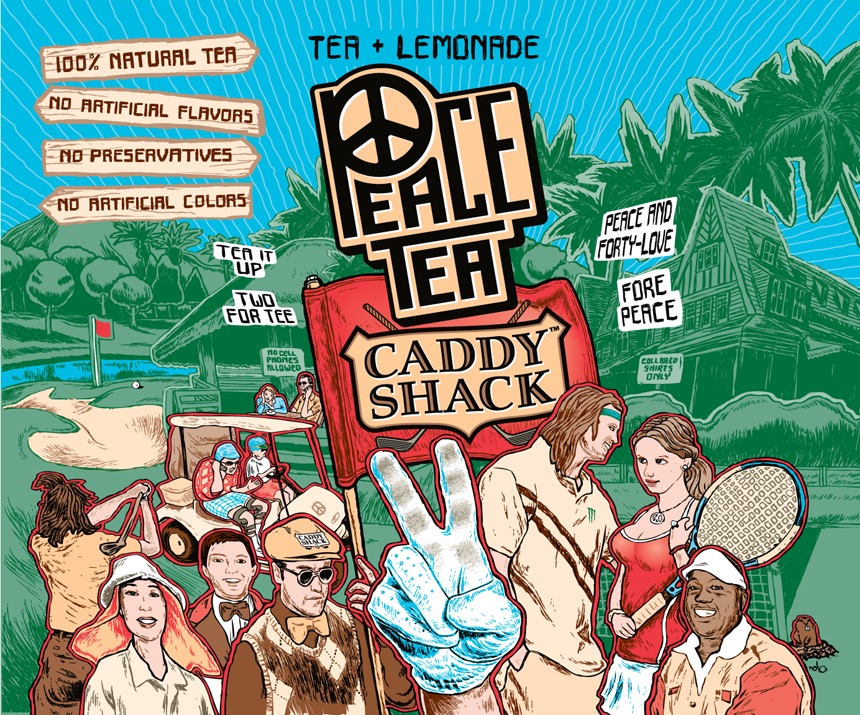 TEA + LEMONADE
100% NATURAL TEA
NO ARTIFICIAL FLAVORS
NO PRESERVATIVES
NO ARTIFICIAL COLORS
PEACE
TEA
TEA IT
UP
TWO
FOR TEE
PEACE AND
FORTY-LOVE
FORE
PEACE
NO CELL
PHONES
ALLOWED
COLLARED
SHIRTS
ONLY
CADDY™
SHACK
CADDY
SHACK